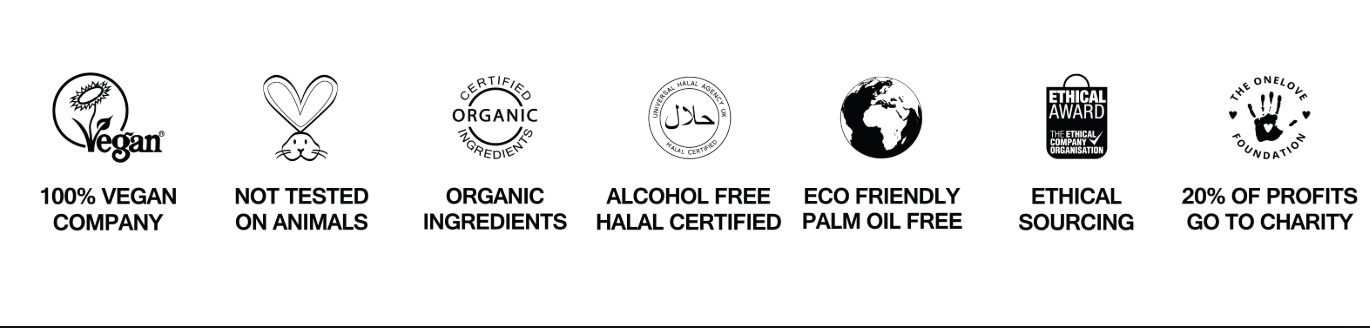 Vegan®
100% VEGAN
COMPANY
NOT TESTED
ON ANIMALS
CERTIFIED
ORGANIC
INGREDIENTS
ORGANIC
INGREDIENTS
UNIVERSAL HALAL AGENCY UK
حلال
HALAL CERTIFIED
ALCOHOL FREE
HALAL CERTIFIED
ECO FRIENDLY
PALM OIL FREE
ETHICAL
AWARD
THE ETHICAL
COMPANY
ORGANISATION
ETHICAL
SOURCING
THE ONELOVE
FOUNDATION
20% OF PROFITS
GO TO CHARITY